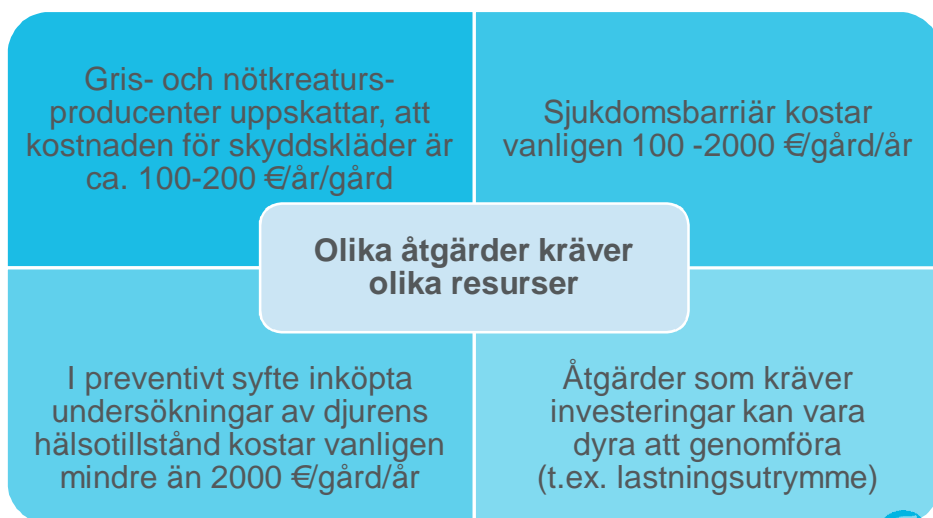 Gris- och nötkreaturs-
producenter uppskattar, att
kostnaden för skyddskläder är
ca. 100-200 €/år/gård
Sjukdomsbarriär kostar
vanligen 100 -2000 €/gård/år
Olika åtgärder kräver
olika resurser
I preventivt syfte inköpta
undersökningar av djurens
hälsotillstånd kostar vanligen
mindre än 2000 €/gård/år
Åtgärder som kräver
investeringar kan vara
dyra att genomföra
(t.ex. lastningsutrymme)